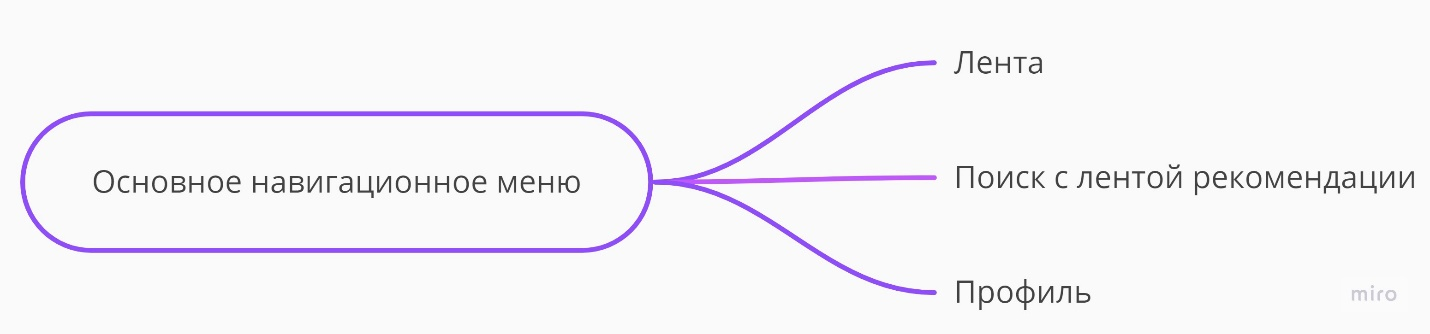 Лента
Основное навигационное меню
Поиск с лентой рекомендации
Профиль
miro